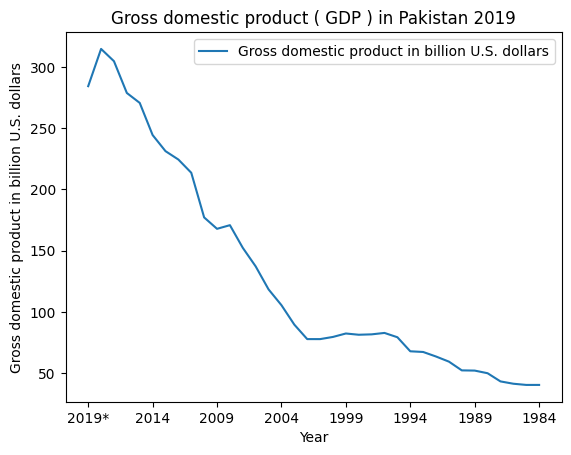 Gross domestic product ( GDP ) in Pakistan 2019
Gross domestic product in billion U.S. dollars
Gross domestic product in billion U.S. dollars
300
250
200
150
100
50
2019* 2014 2009 2004 1999 1994 1989 1984
Year